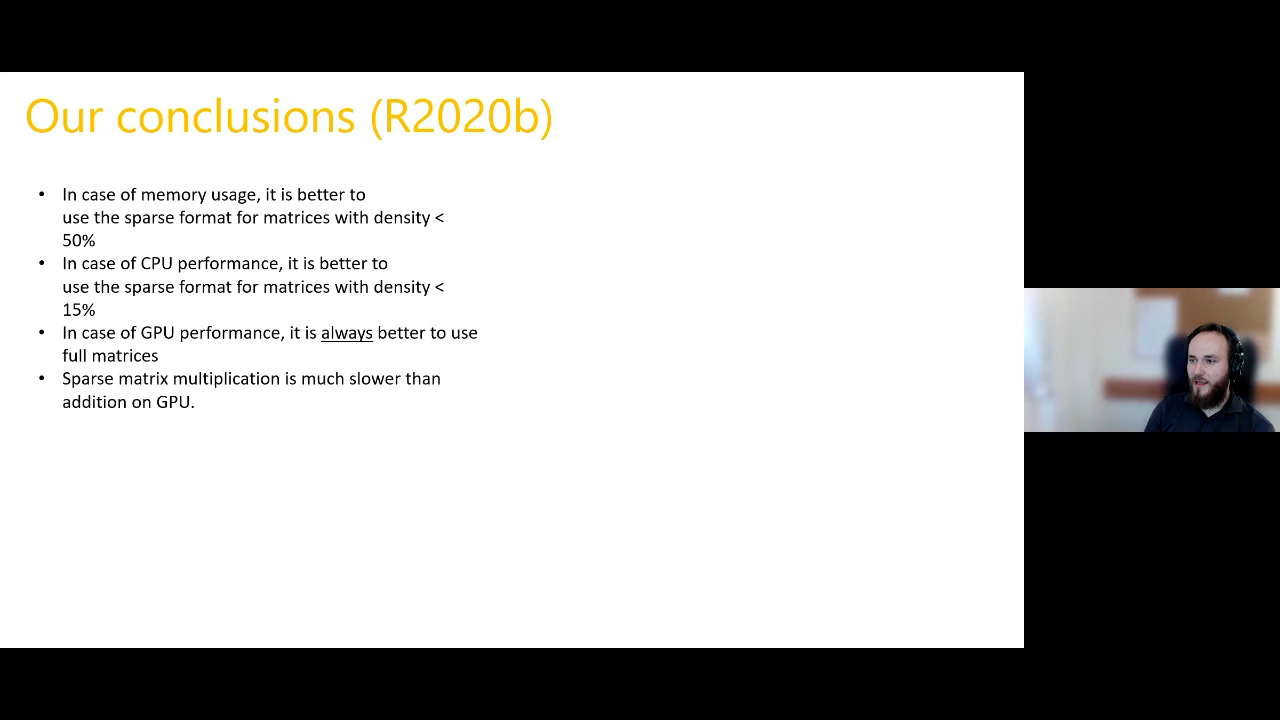 Our conclusions (R2020b)
• In case of memory usage, it is better to
use the sparse format for matrices with density <
50%
• In case of CPU performance, it is better to
use the sparse format for matrices with density <
15%
• In case of GPU performance, it is always better to use
full matrices
• Sparse matrix multiplication is much slower than
addition on GPU.